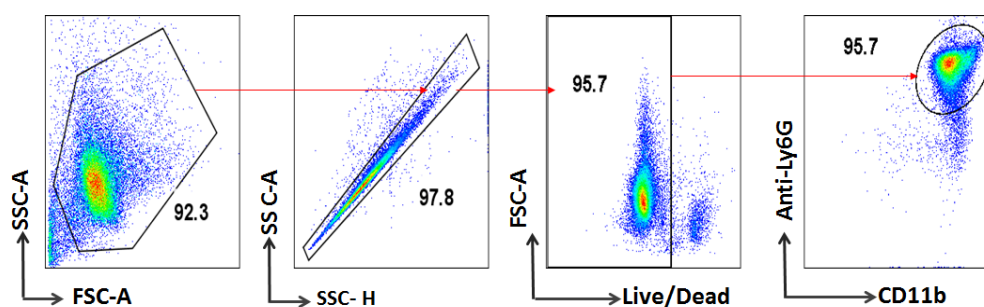 SSC-A
92.3
FSC-A
SS C-A
97.8
SSC- H
FSC-A
95.7
Live/Dead
Anti-Ly6G
95.7
CD11b